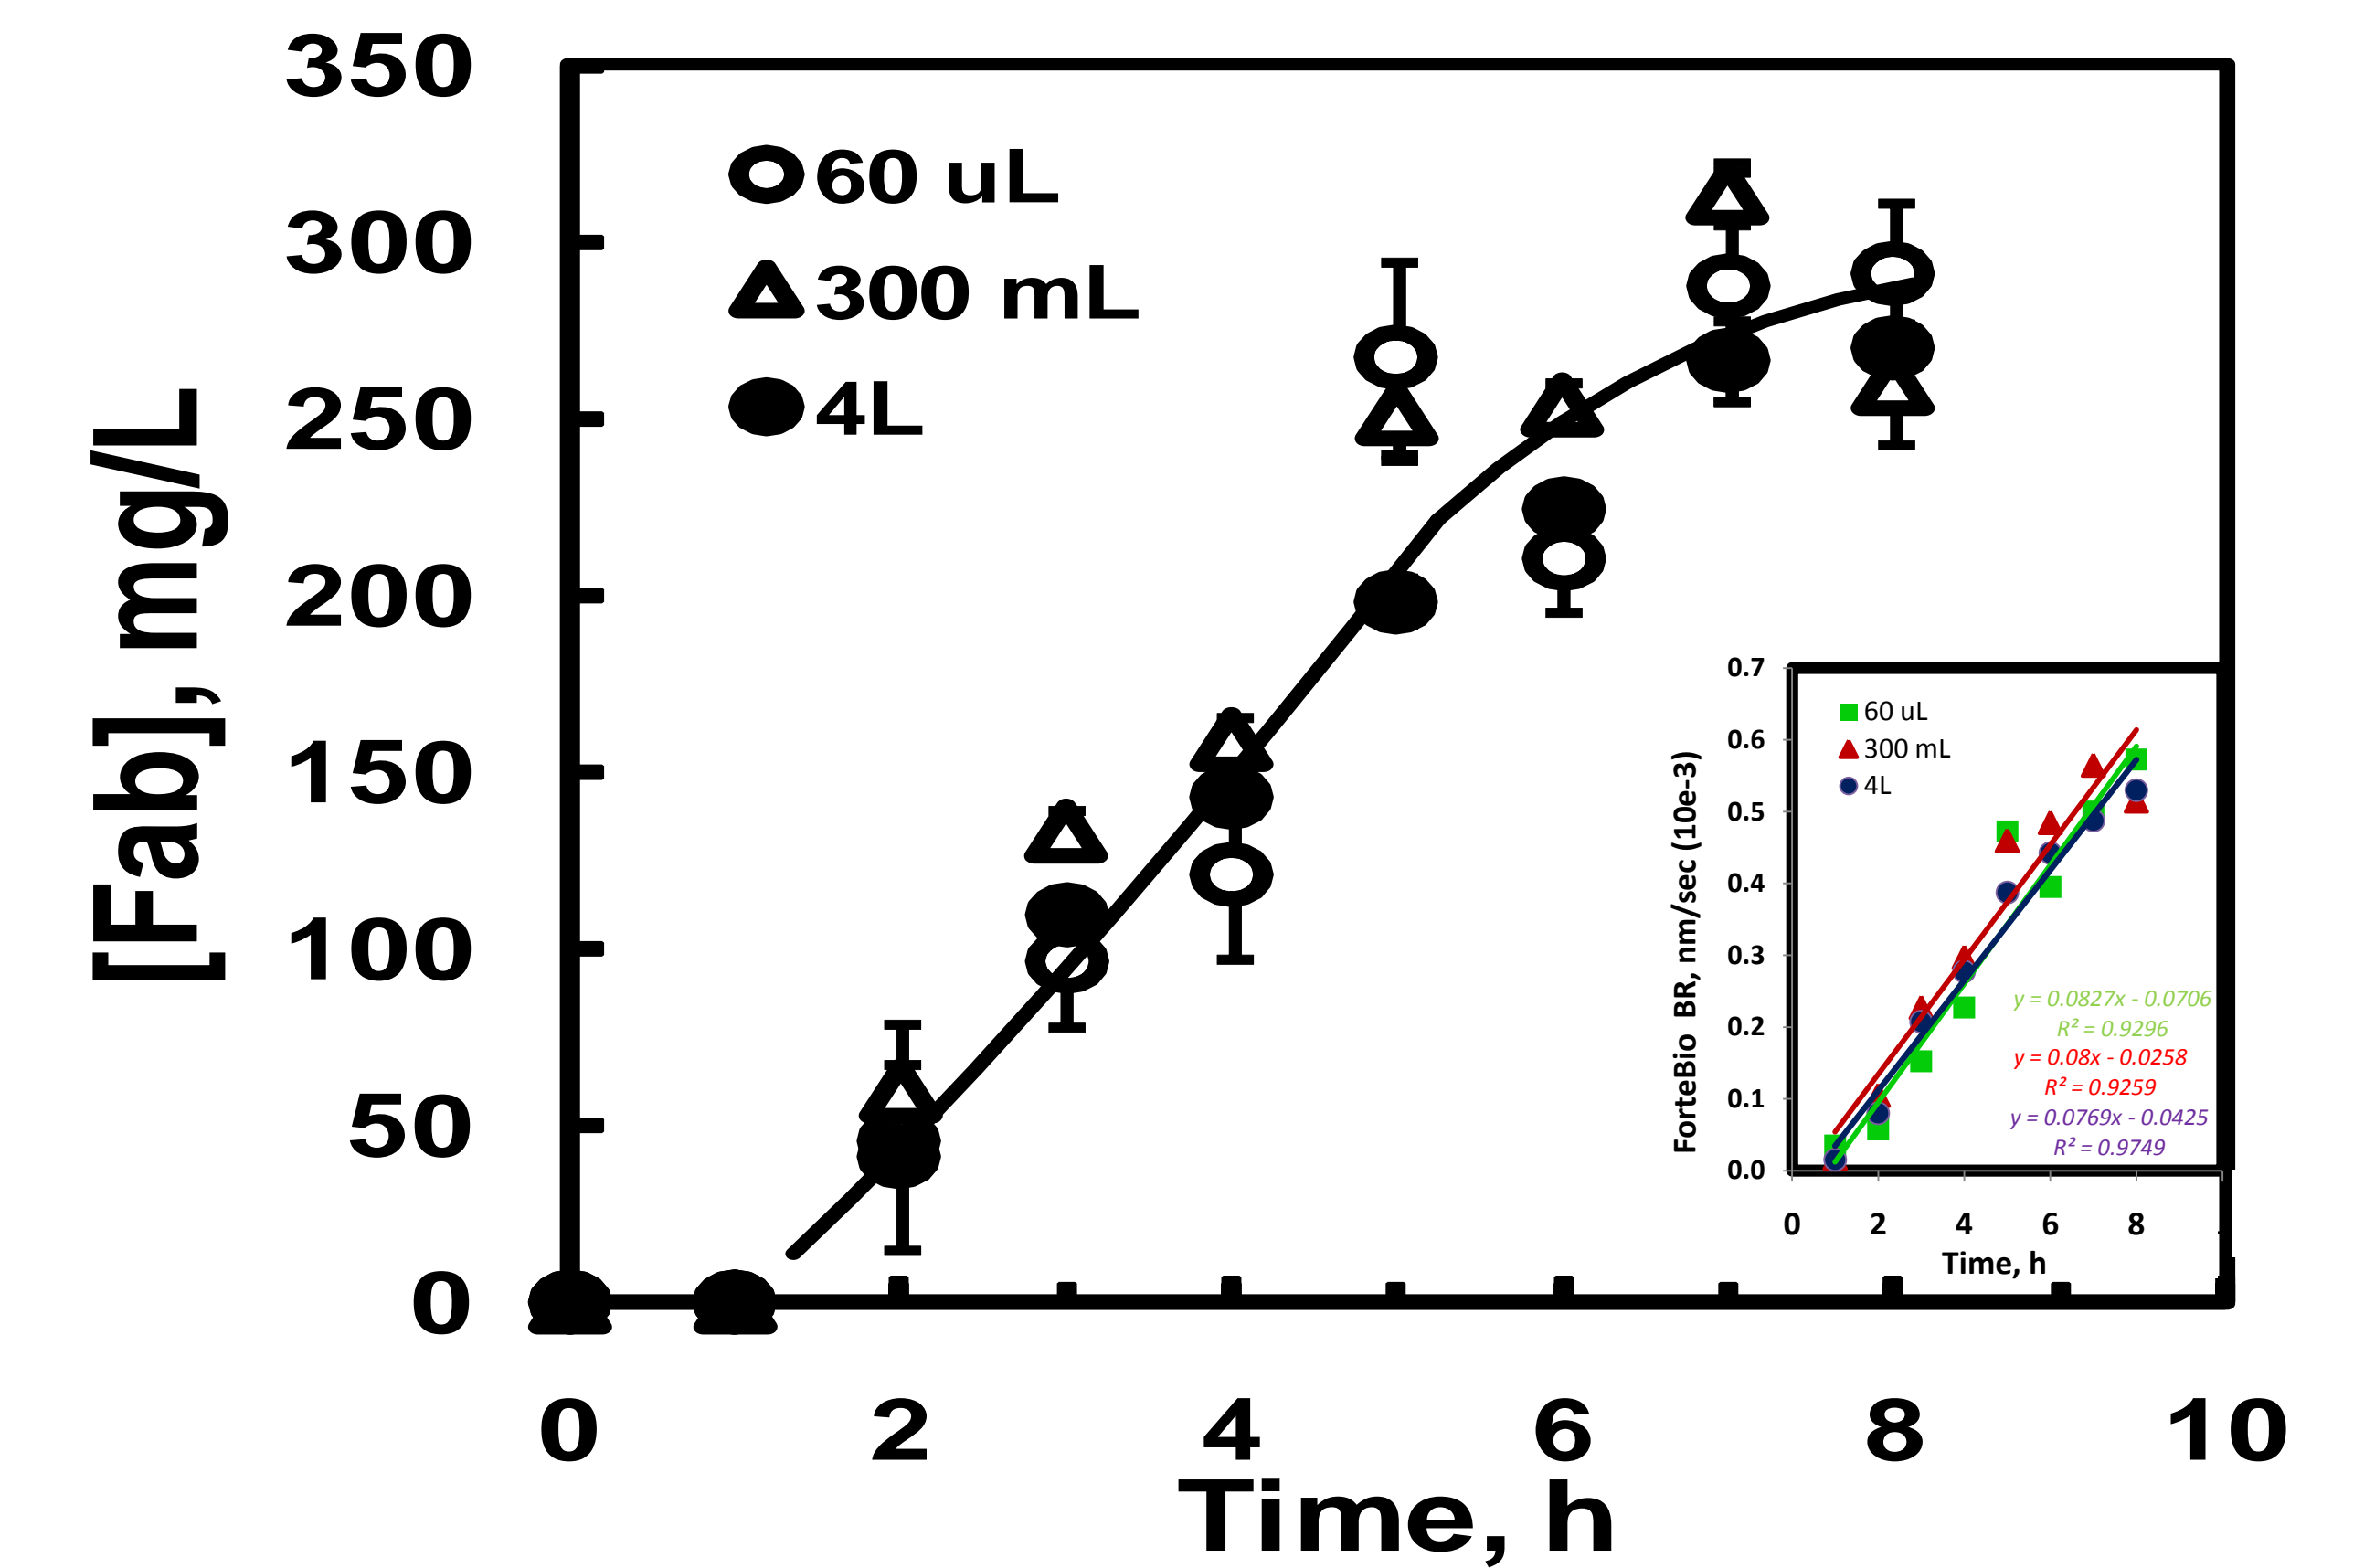 350
300
250
200
150
100
50
0
[Fab], mg/L
60 uL
300 mL
4L
0
2
4
6
8
10
Time, h
0.7
0.6
0.5
0.4
0.3
0.2
0.1
0.0
ForteBio BR, nm/sec (10e-3)
60 uL
300 mL
4L
y = 0.0827x - 0.0706
R² = 0.9296
y = 0.08x - 0.0258
R² = 0.9259
y = 0.0769x - 0.0425
R² = 0.9749
0
2
4
6
8
Time, h